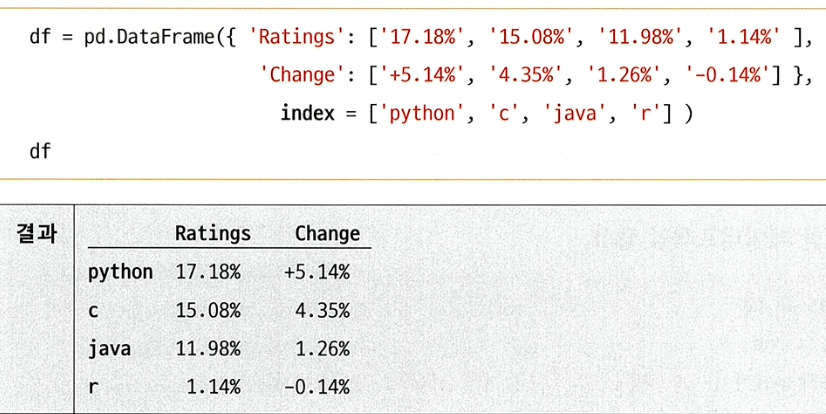 df = pd.DataFrame({ 'Ratings': ['17.18%', '15.08%', '11.98%', '1.14%' ],
'Change': ['+5.14%', '4.35%', '1.26%', '-0.14%'] },
index = ['python', 'c', 'java', 'r'] )
df
결과 Ratings Change
python 17.18% +5.14%
c 15.08% 4.35%
java 11.98% 1.26%
r 1.14% -0.14%